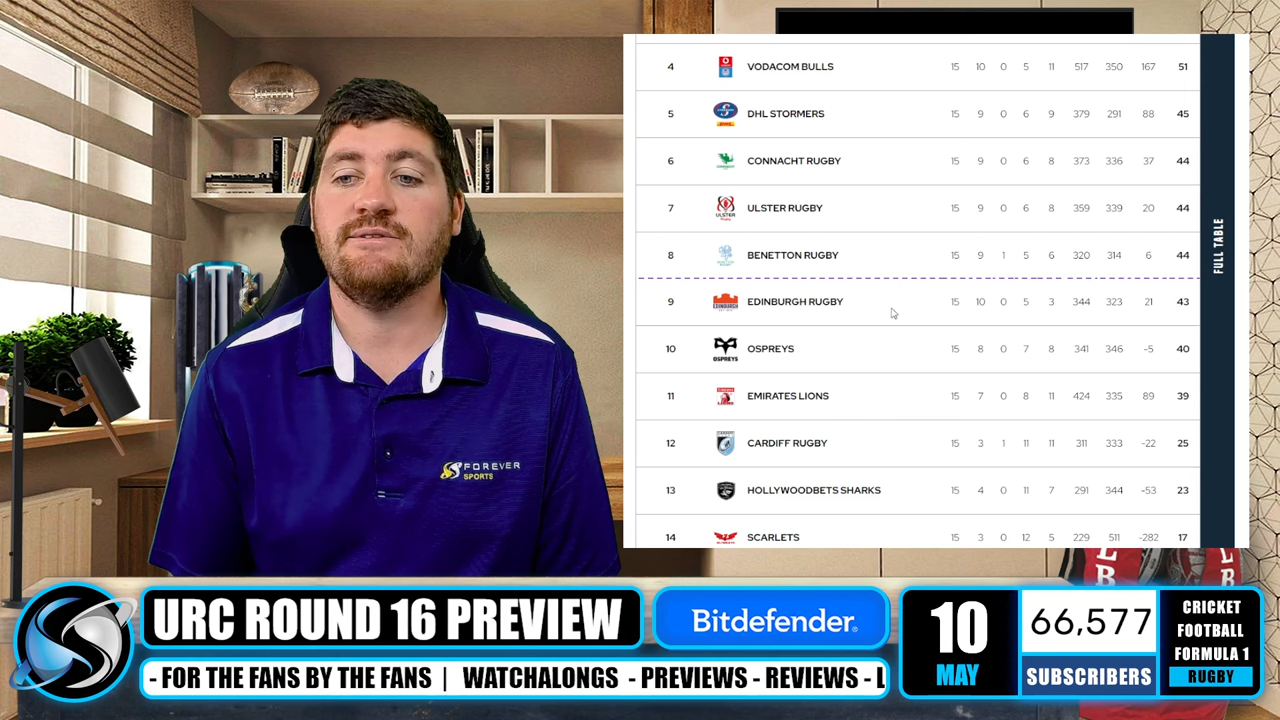 4 VODACOM BULLS 15 10 0 5 11 517 350 167 51
5 DHL STORMERS 15 9 0 6 9 379 291 88 45
6 CONNACHT RUGBY 15 9 0 6 8 373 336 37 44
7 ULSTER RUGBY 15 9 0 6 8 359 339 20 44
8 BENETTON RUGBY 15 9 1 5 6 320 314 6 44
9 EDINBURGH RUGBY 15 10 0 5 3 344 323 21 43
10 OSPREYS 15 8 0 7 8 341 346 -5 40
11 EMIRATES LIONS 15 7 0 8 11 424 335 89 39
12 CARDIFF RUGBY 15 3 1 11 11 311 333 -22 25
13 HOLLYWOODBETS SHARKS 15 4 0 11 7 291 344 -53 23
14 SCARLETS 15 3 0 12 5 229 511 -282 17
FULL TABLE
ULSTER
EDINBURGH
OSPREYS
FOREVER
SPORTS
URC ROUND 16 PREVIEW
Bitdefender
- FOR THE FANS BY THE FANS | WATCHALONGS - PREVIEWS - REVIEWS - L
10
MAY
66,577
SUBSCRIBERS
CRICKET
FOOTBALL
FORMULA 1
RUGBY